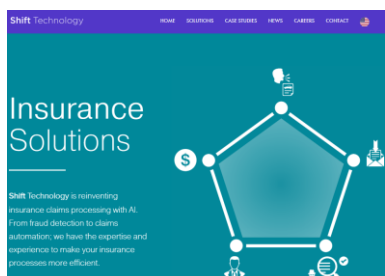 Shift Technology
HOME SOLUTIONS CASE STUDIES NEWS CAREERS CONTACT
Insurance
Solutions
$
Shift Technology is reinventing
insurance claims processing with AI.
From fraud detection to claims
automation; we have the expertise and
experience to make your insurance
processes more efficient.